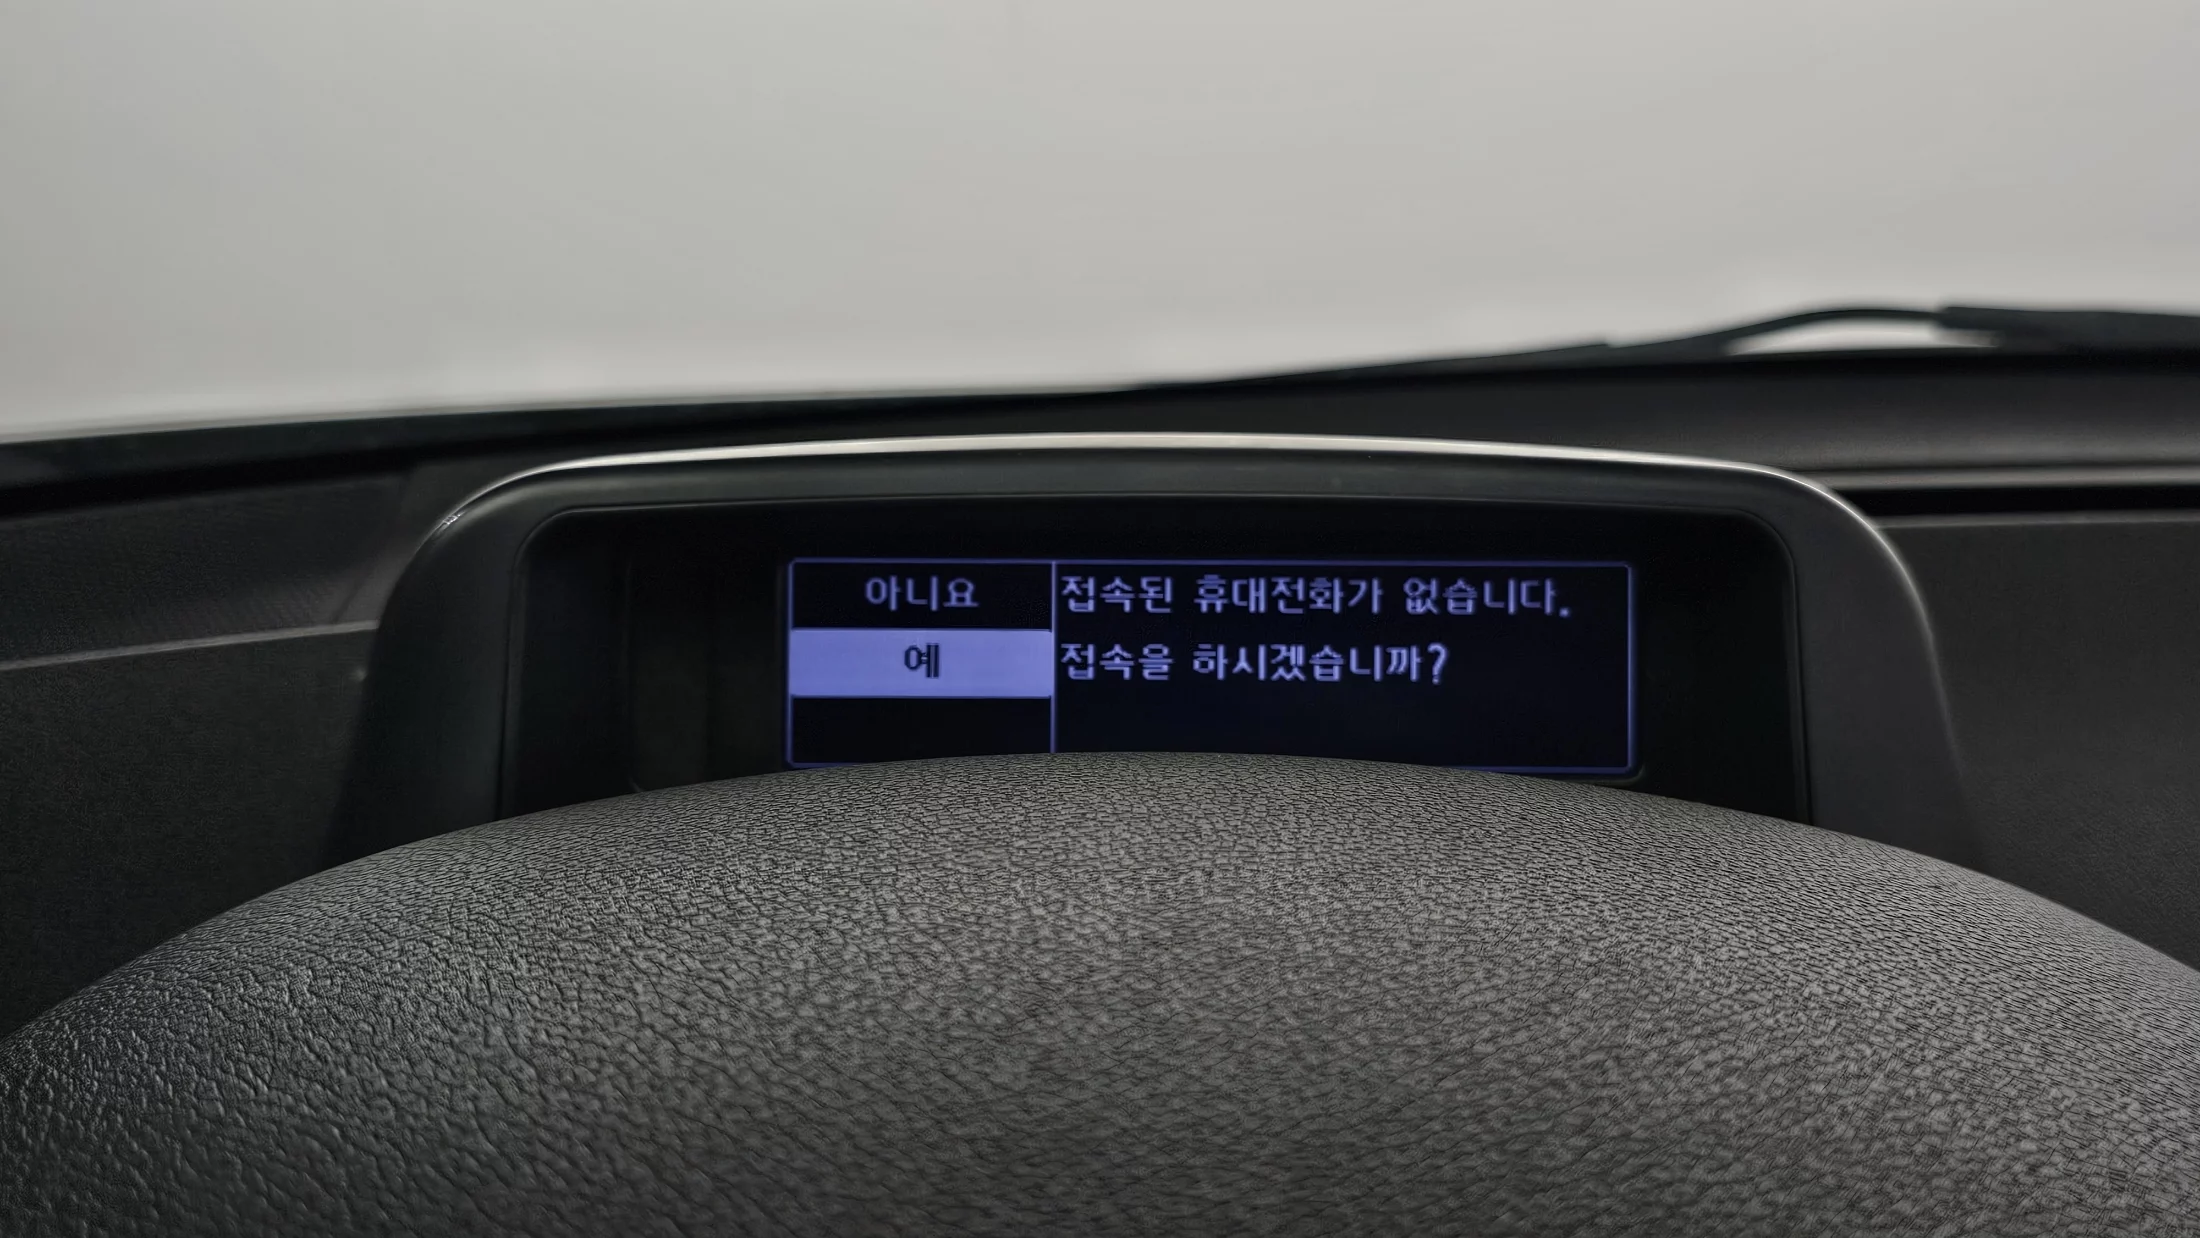 아니요
예
접속된 휴대전화가 없습니다.
접속을 하시겠습니까?